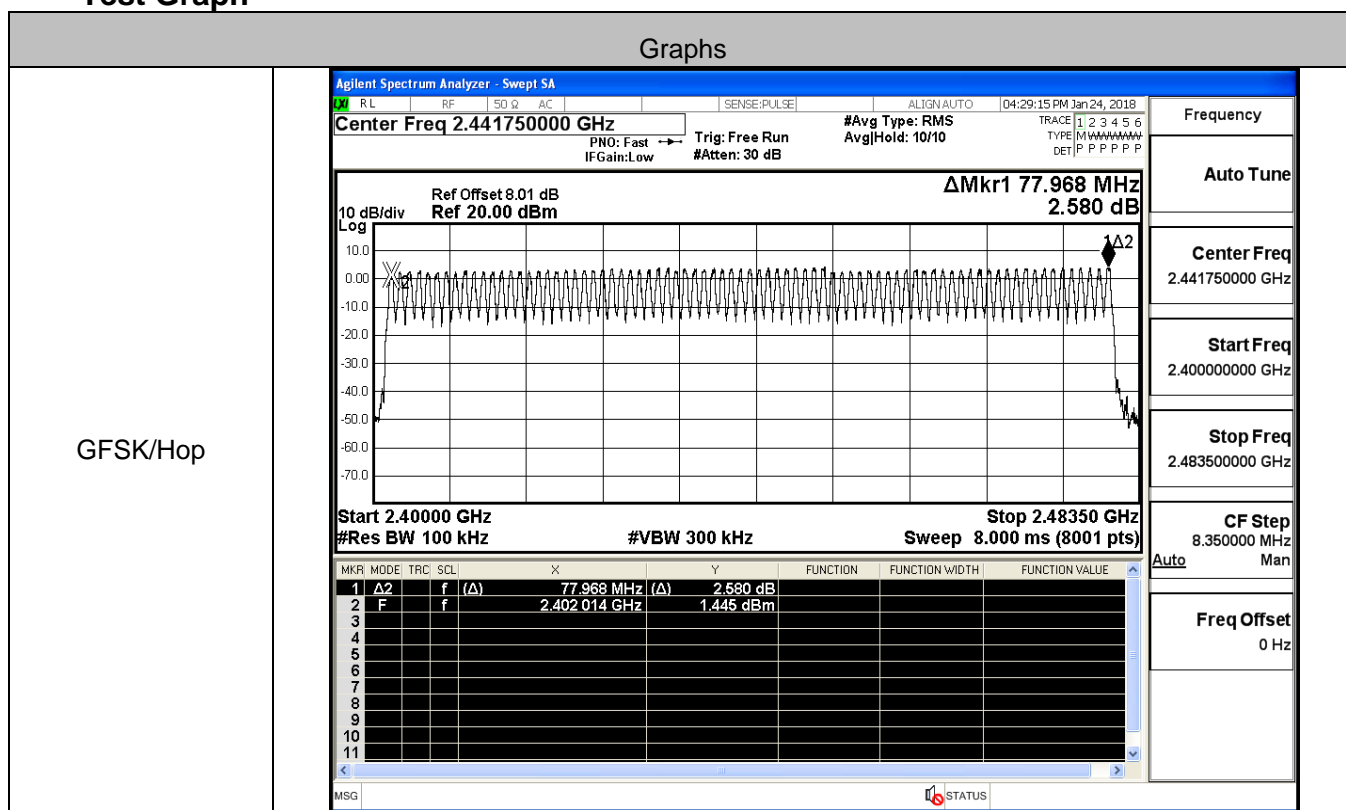 Test Graph
Graphs
GFSK/Hop
Agilent Spectrum Analyzer - Swept SA
LXI RL RF 50 Ω AC SENSE:PULSE ALIGN AUTO 04:29:15 PM Jan 24, 2018
Center Freq 2.441750000 GHz
PNO: Fast
IFGain:Low
Trig: Free Run
#Atten: 30 dB
#Avg Type: RMS
Avg|Hold: 10/10
TRACE 1 2 3 4 5 6
TYPE M WWWWW
DET P P P P P P
ΔMkr1 77.968 MHz
2.580 dB
Ref Offset 8.01 dB
10 dB/div Ref 20.00 dBm
Log
1Δ2
10.0
0.00
-10.0
-20.0
-30.0
-40.0
-50.0
-60.0
-70.0
Start 2.40000 GHz Stop 2.48350 GHz
#Res BW 100 kHz #VBW 300 kHz Sweep 8.000 ms (8001 pts)
MKR MODE TRC SCL X Y FUNCTION FUNCTION WIDTH FUNCTION VALUE
1 Δ2 f (Δ) 77.968 MHz (Δ) 2.580 dB
2 F f 2.402 014 GHz 1.445 dBm
3
4
5
6
7
8
9
10
11
MSG STATUS
Frequency
Auto Tune
Center Freq
2.441750000 GHz
Start Freq
2.400000000 GHz
Stop Freq
2.483500000 GHz
CF Step
8.350000 MHz
Auto Man
Freq Offset
0 Hz